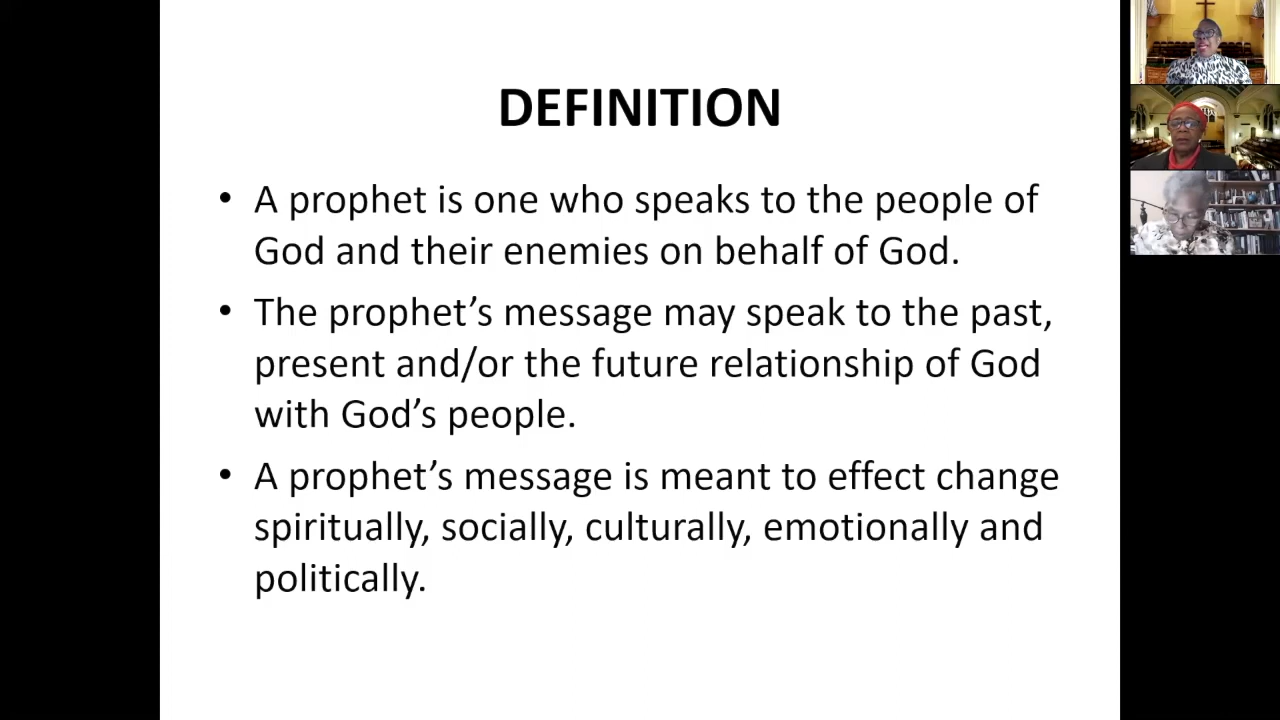 DEFINITION
• A prophet is one who speaks to the people of
God and their enemies on behalf of God.
• The prophet’s message may speak to the past,
present and/or the future relationship of God
with God’s people.
• A prophet’s message is meant to effect change
spiritually, socially, culturally, emotionally and
politically.